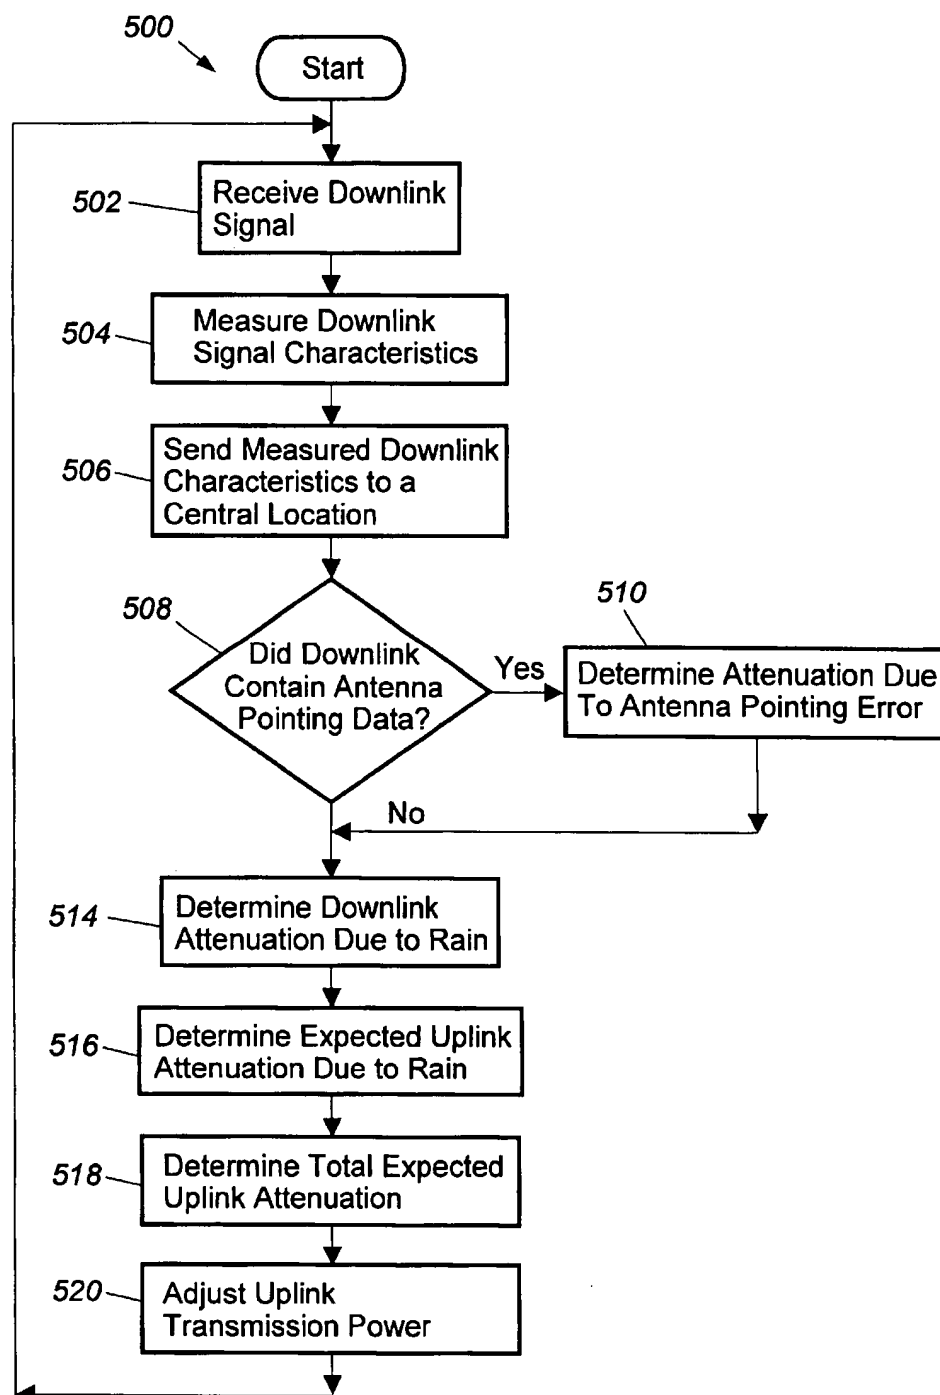 500
Start
502
Receive Downlink
Signal
504
Measure Downlink
Signal Characteristics
506
Send Measured Downlink
Characteristics to a
Central Location
508
Did Downlink
Contain Antenna
Pointing Data?
Yes
510
Determine Attenuation Due
To Antenna Pointing Error
No
514
Determine Downlink
Attenuation Due to Rain
516
Determine Expected Uplink
Attenuation Due to Rain
518
Determine Total Expected
Uplink Attenuation
520
Adjust Uplink
Transmission Power